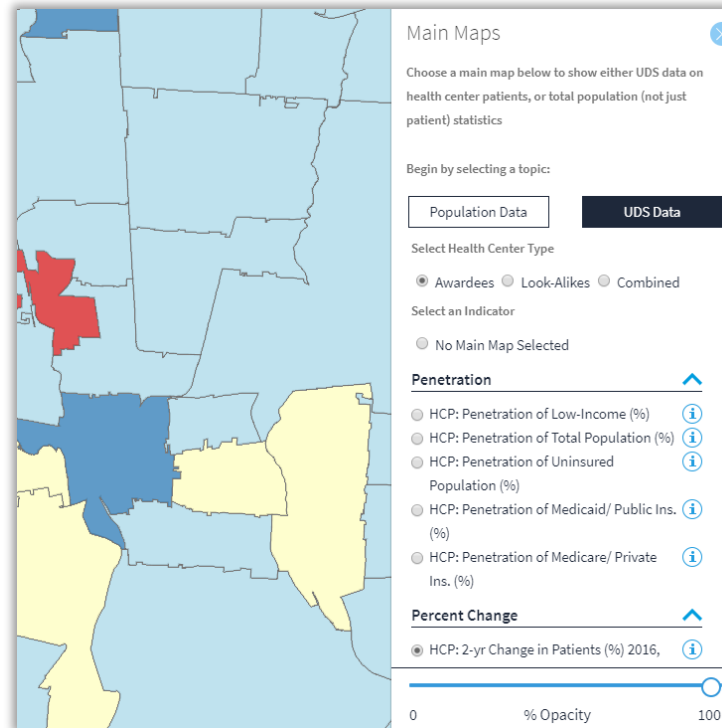 Main Maps
Choose a main map below to show either UDS data on
health center patients, or total population (not just
patient) statistics
Begin by selecting a topic:
Population Data
UDS Data
Select Health Center Type
Awardees
Look-Alikes
Combined
Select an Indicator
No Main Map Selected
Penetration
HCP: Penetration of Low-Income (%)
HCP: Penetration of Total Population (%)
HCP: Penetration of Uninsured
Population (%)
HCP: Penetration of Medicaid/ Public Ins.
(%)
HCP: Penetration of Medicare/ Private
Ins. (%)
Percent Change
HCP: 2-yr Change in Patients (%) 2016,
0 % Opacity 100